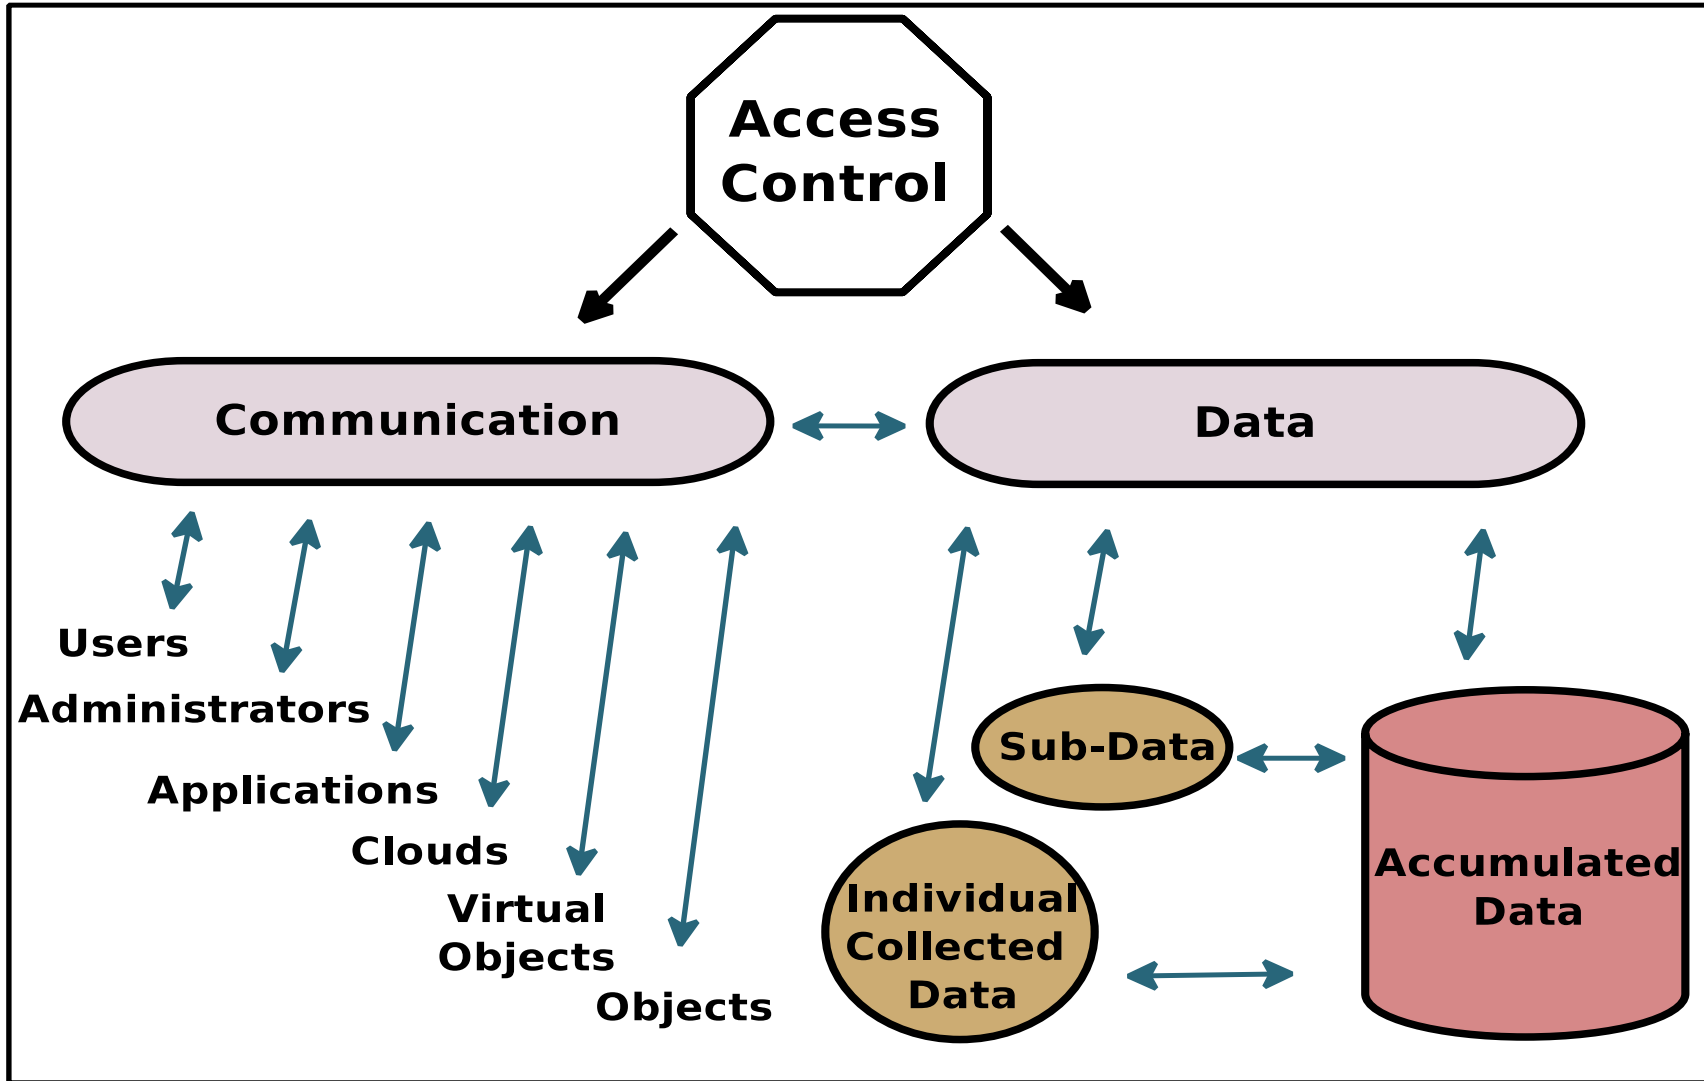 Access
Control
Communication
Data
Users
Administrators
Applications
Clouds
Virtual
Objects
Objects
Sub-Data
Individual
Collected
Data
Accumulated
Data